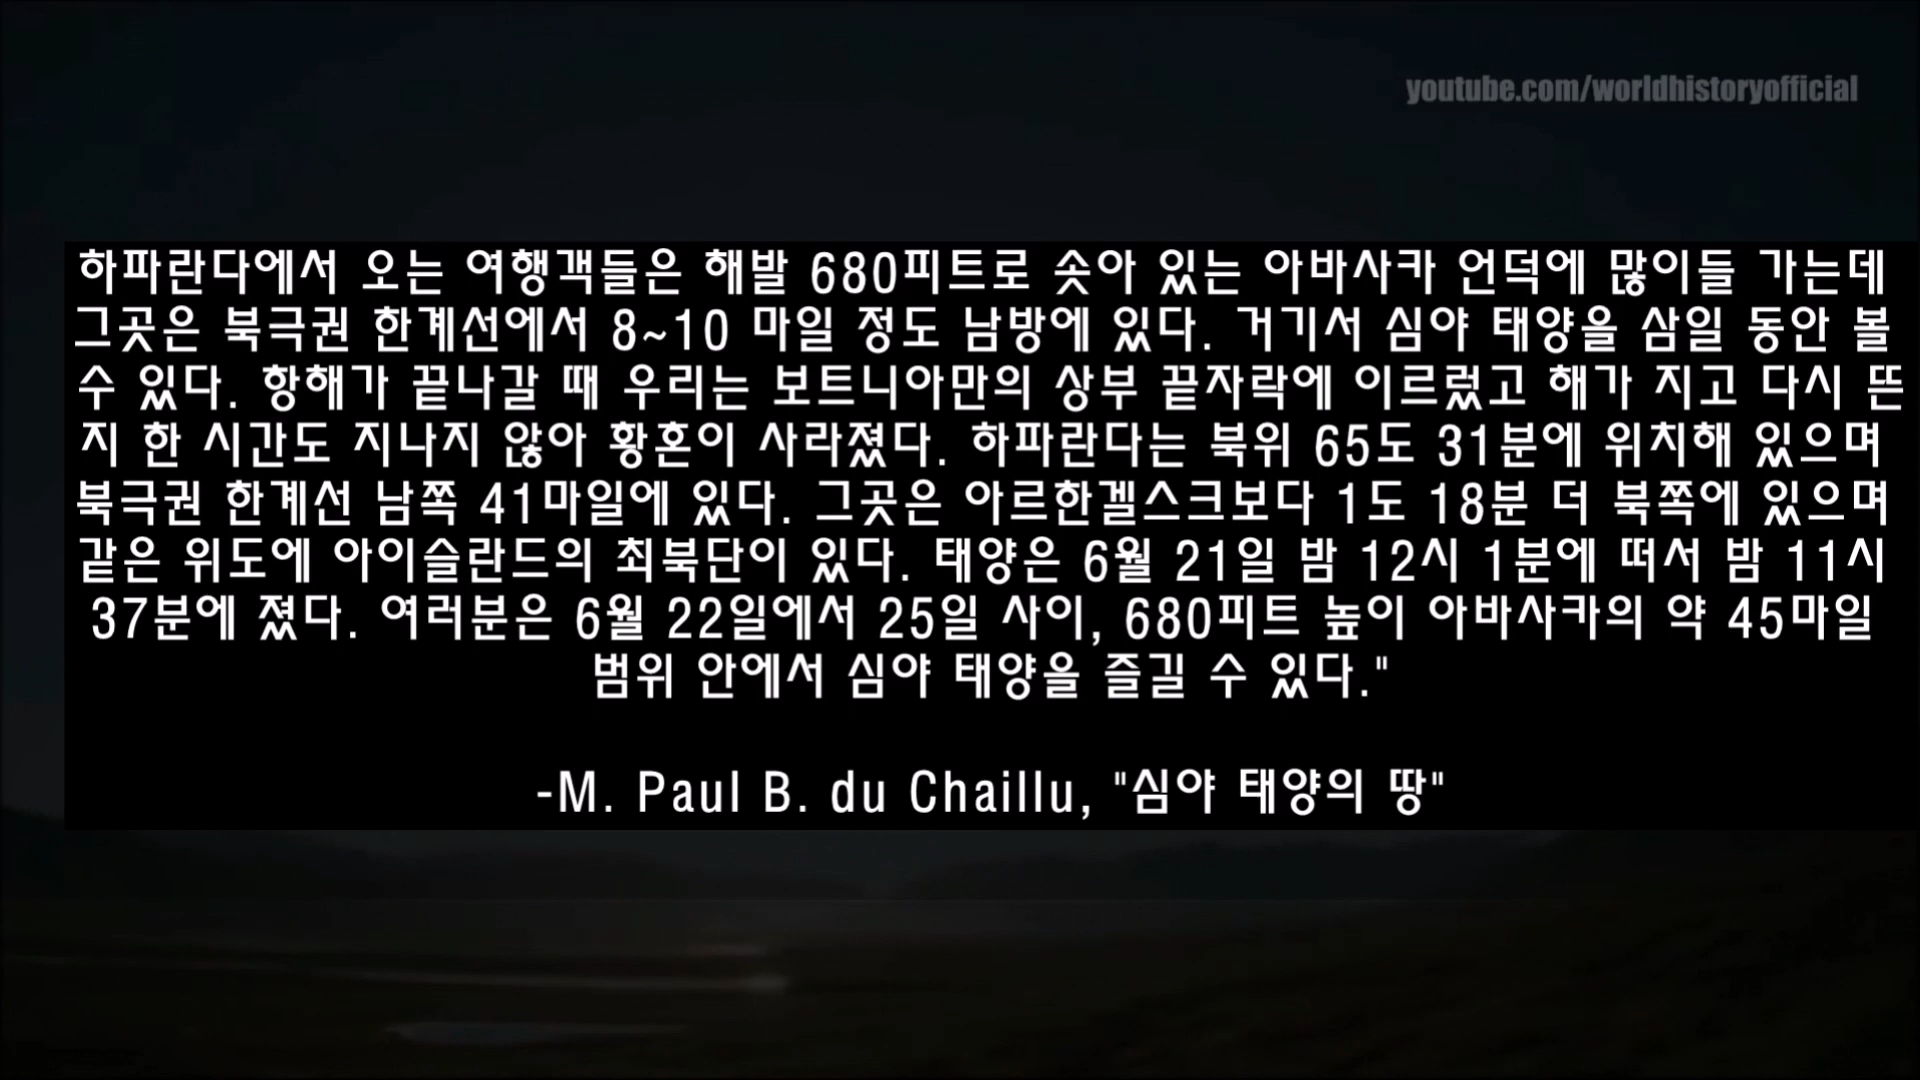 youtube.com/worldhistoryofficial
하파란다에서 오는 여행객들은 해발 680피트로 솟아 있는 아바사카 언덕에 많이들 가는데
그곳은 북극권 한계선에서 8~10 마일 정도 남방에 있다. 거기서 심야 태양을 삼일 동안 볼
수 있다. 항해가 끝나갈 때 우리는 보트니아만의 상부 끝자락에 이르렀고 해가 지고 다시 뜬
지 한 시간도 지나지 않아 황혼이 사라졌다. 하파란다는 북위 65도 31분에 위치해 있으며
북극권 한계선 남쪽 41마일에 있다. 그곳은 아르한겔스크보다 1도 18분 더 북쪽에 있으며
같은 위도에 아이슬란드의 최북단이 있다. 태양은 6월 21일 밤 12시 1분에 떠서 밤 11시
37분에 졌다. 여러분은 6월 22일에서 25일 사이, 680피트 높이 아바사카의 약 45마일
범위 안에서 심야 태양을 즐길 수 있다."
-M. Paul B. du Chaillu, "심야 태양의 땅"